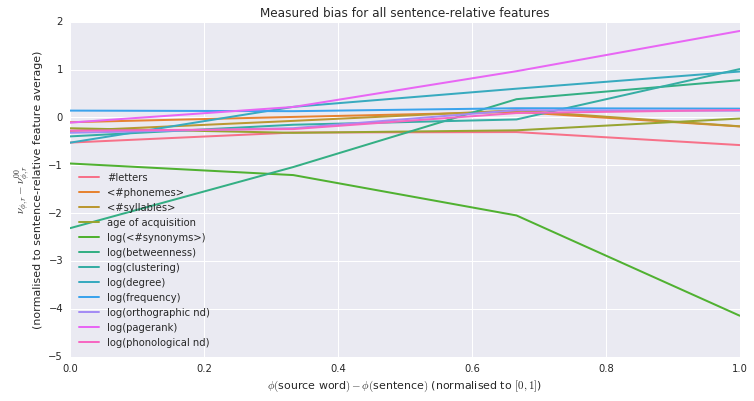 Measured bias for all sentence-relative features
2
1
0
−1
−2
−3
−4
−5
ν_{φ,r} − ν_{φ,r}^{00}
(normalised to sentence-relative feature average)
#letters
<#phonemes>
<#syllables>
age of acquisition
log(<#synonyms>)
log(betweenness)
log(clustering)
log(degree)
log(frequency)
log(orthographic nd)
log(pagerank)
log(phonological nd)
0.0 0.2 0.4 0.6 0.8 1.0
ϕ(source word) − ϕ(sentence) (normalised to [0, 1])